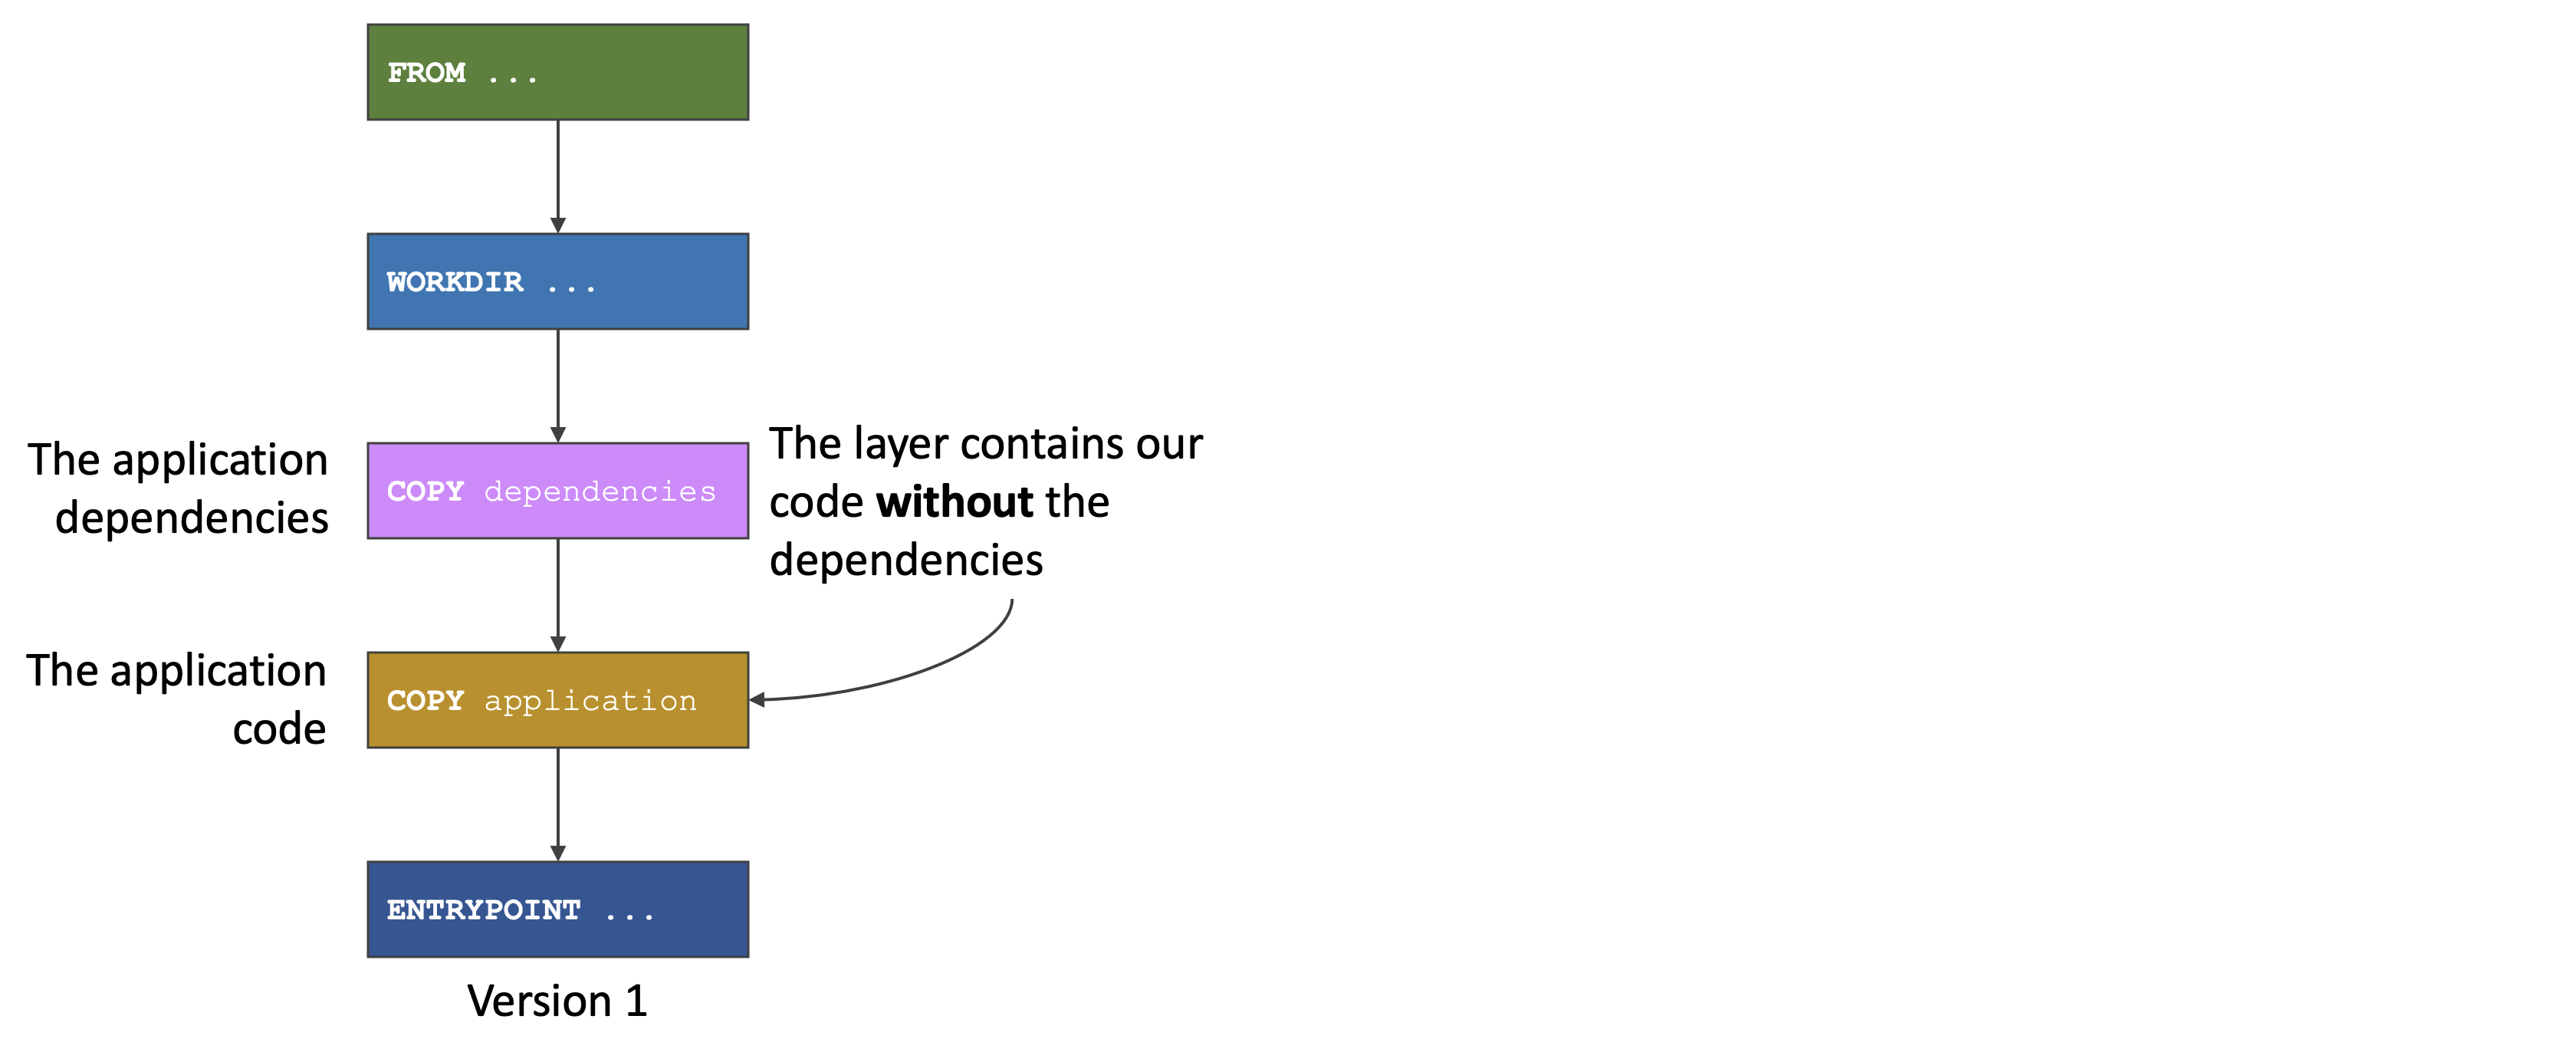 FROM ...
WORKDIR ...
The application
dependencies
COPY dependencies
The layer contains our
code without the
dependencies
The application
code
COPY application
ENTRYPOINT ...
Version 1